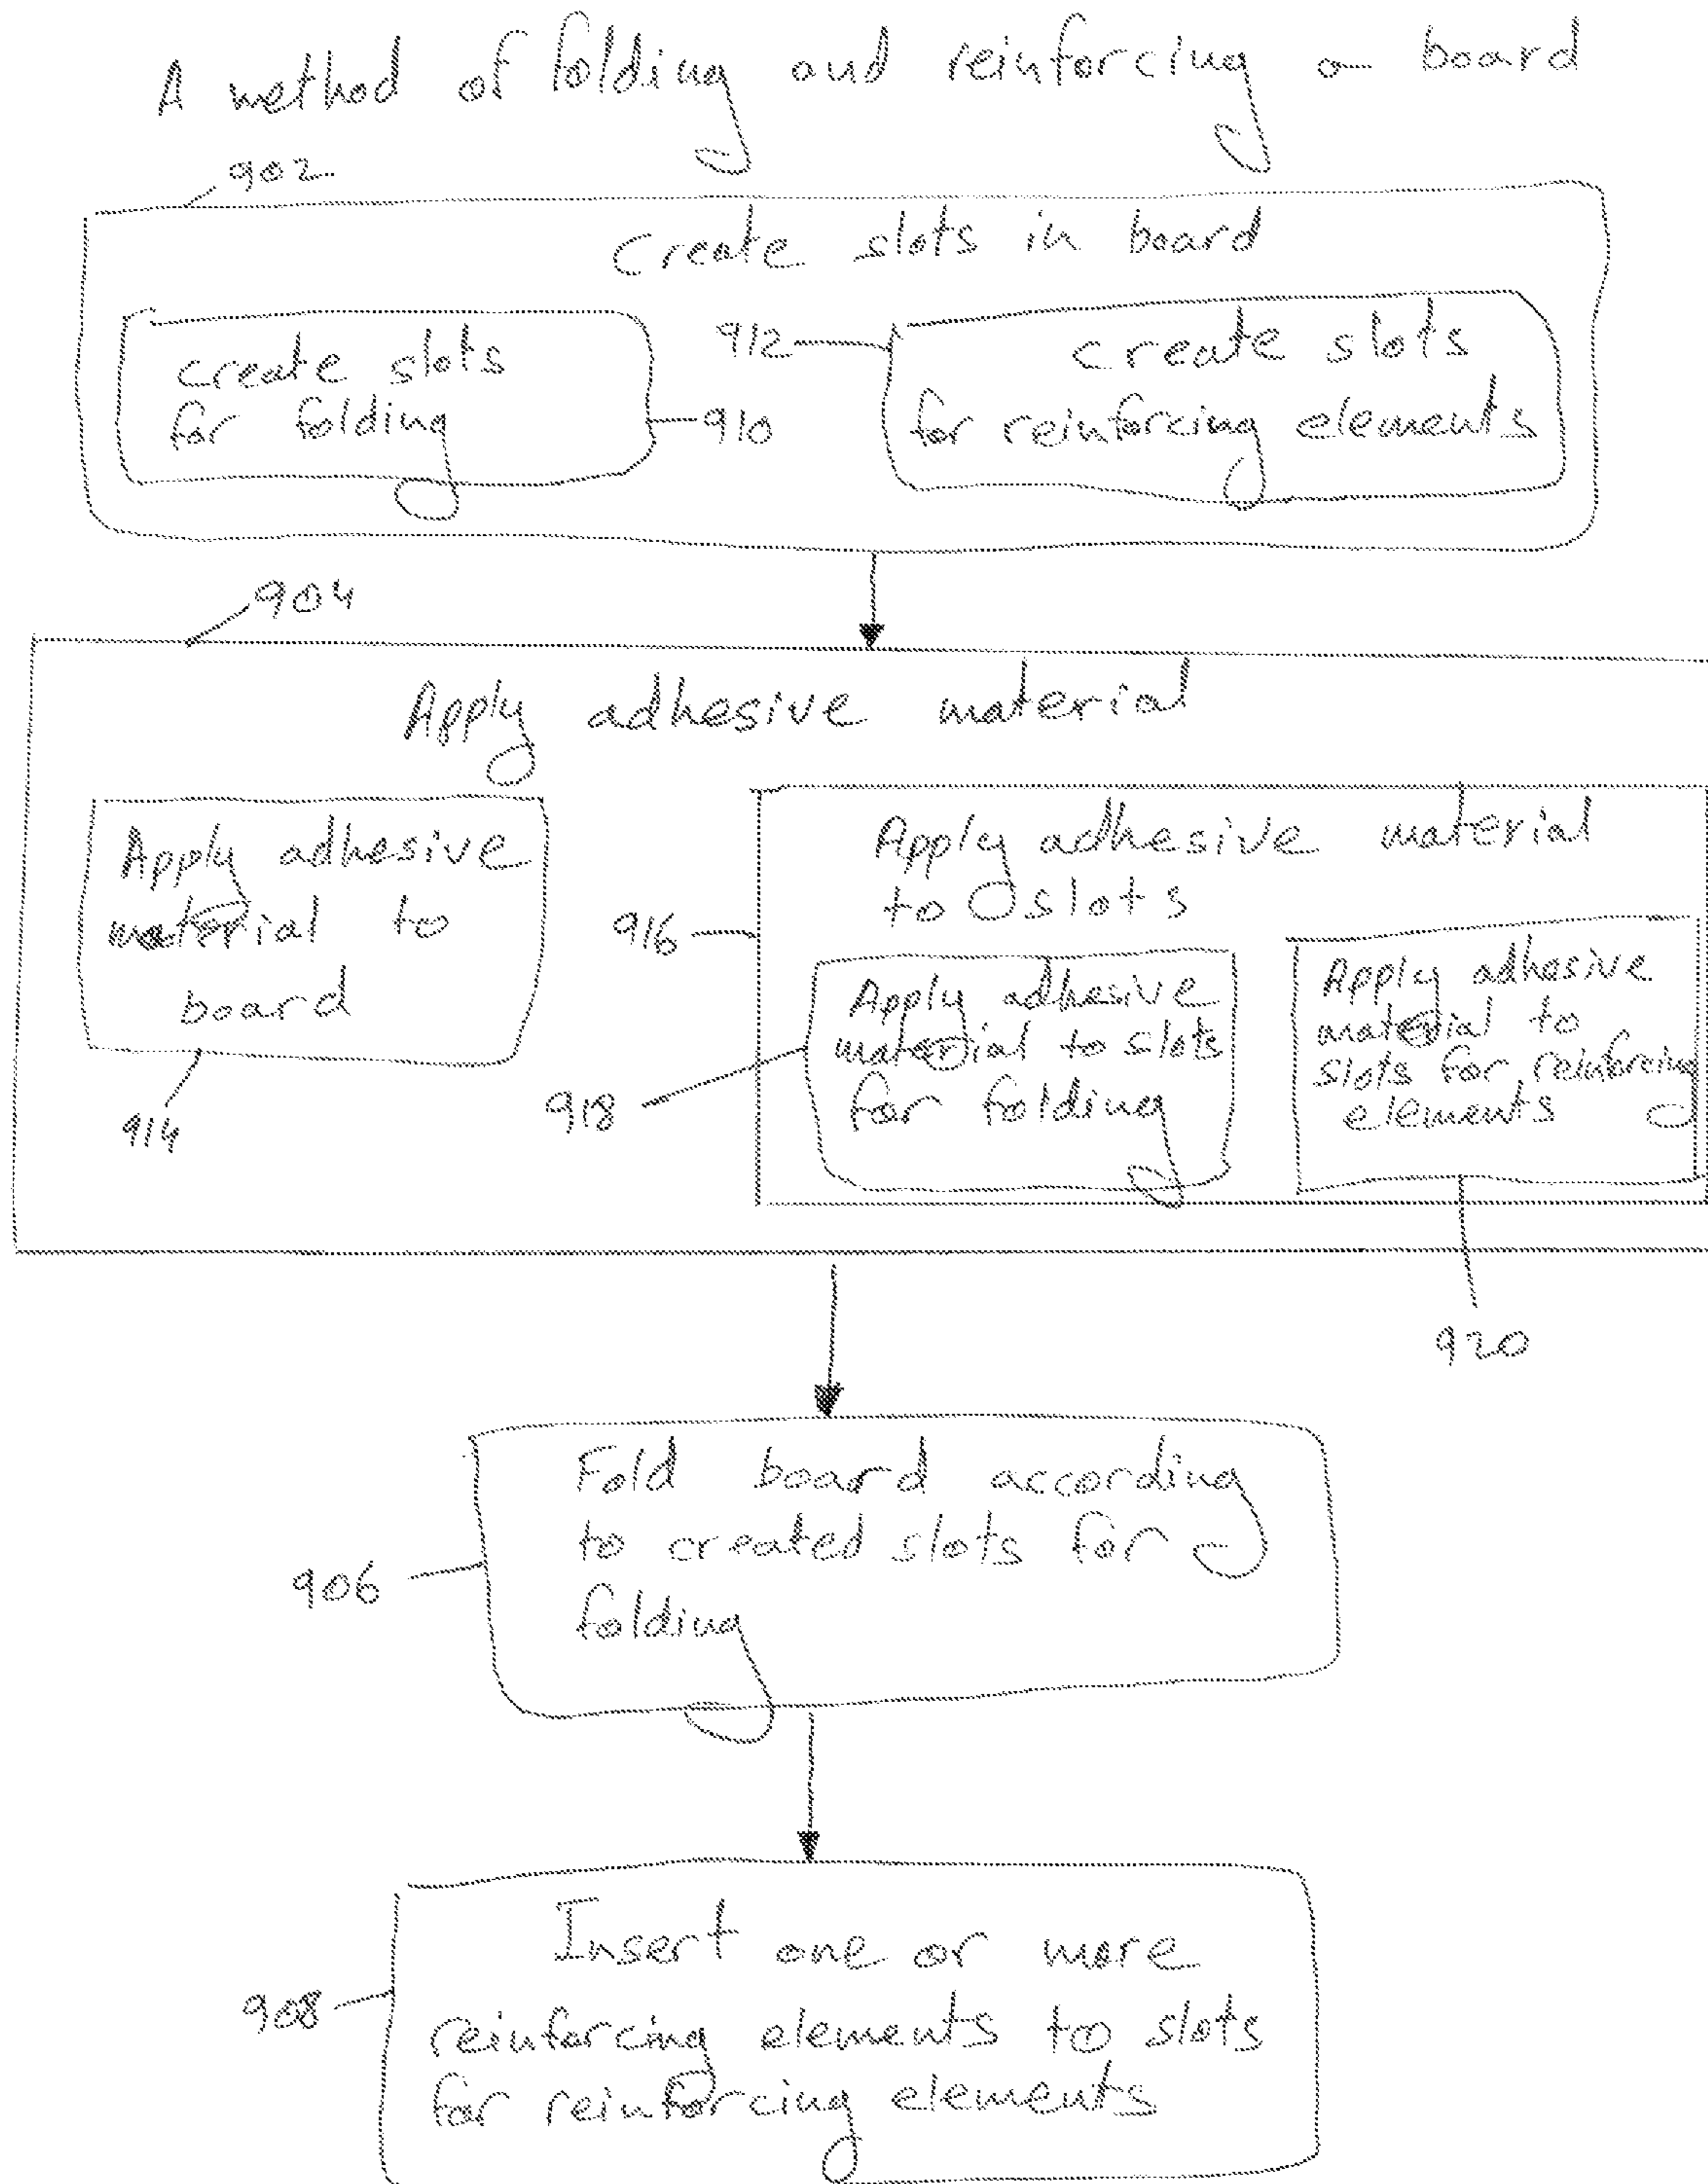 A method of folding and reinforcing a board
902
Create slots in board
create slots
for folding
910
912
create slots
for reinforcing elements
904
Apply adhesive material
Apply adhesive
material to
board
914
Apply adhesive material
to slots
916
Apply adhesive
material to slots
for folding
918
Apply adhesive
material to
slots for reinforcing
elements
920
Fold board according
to created slots for
folding
906
Insert one or more
reinforcing elements to slots
for reinforcing elements
908